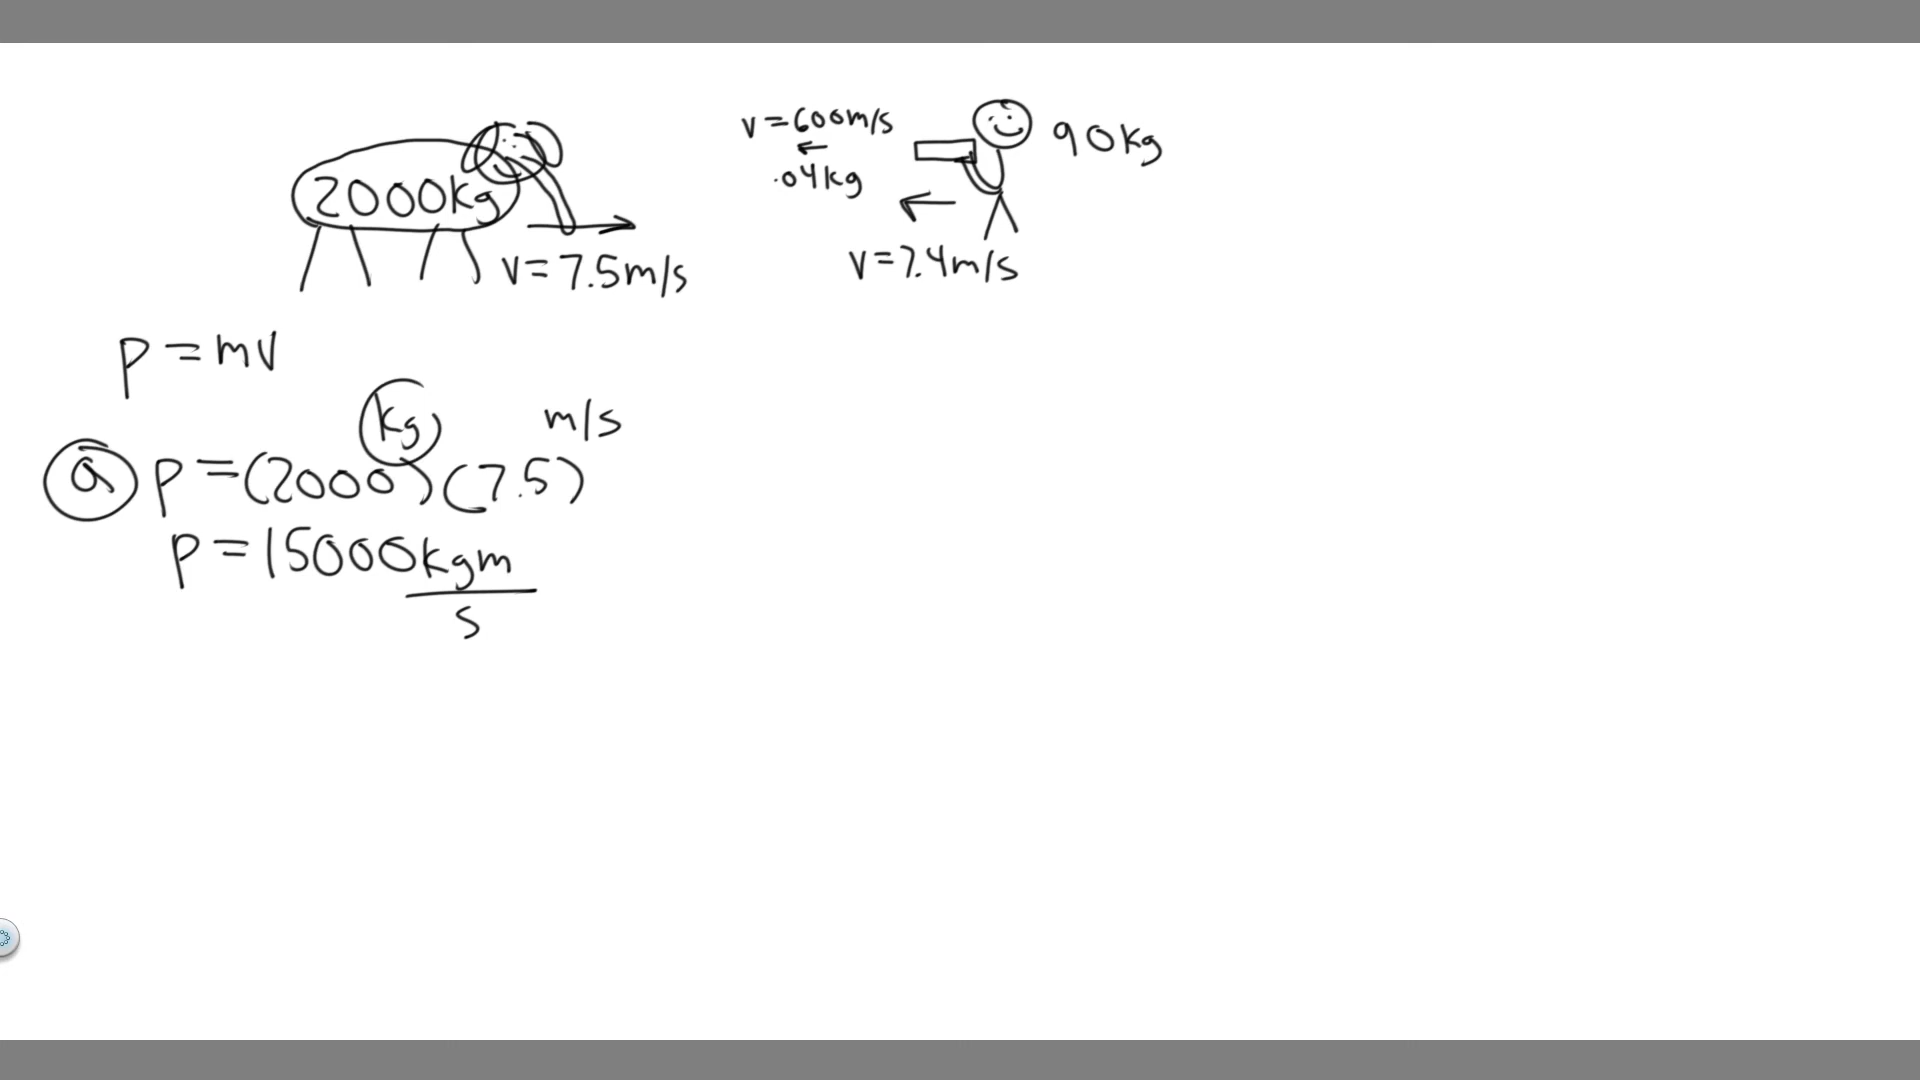 2000kg
v=7.5m/s
v=600m/s
.04kg
90kg
v=7.4m/s
p=mv
kg m/s
a p=(2000)(7.5)
p=15000kgm
s